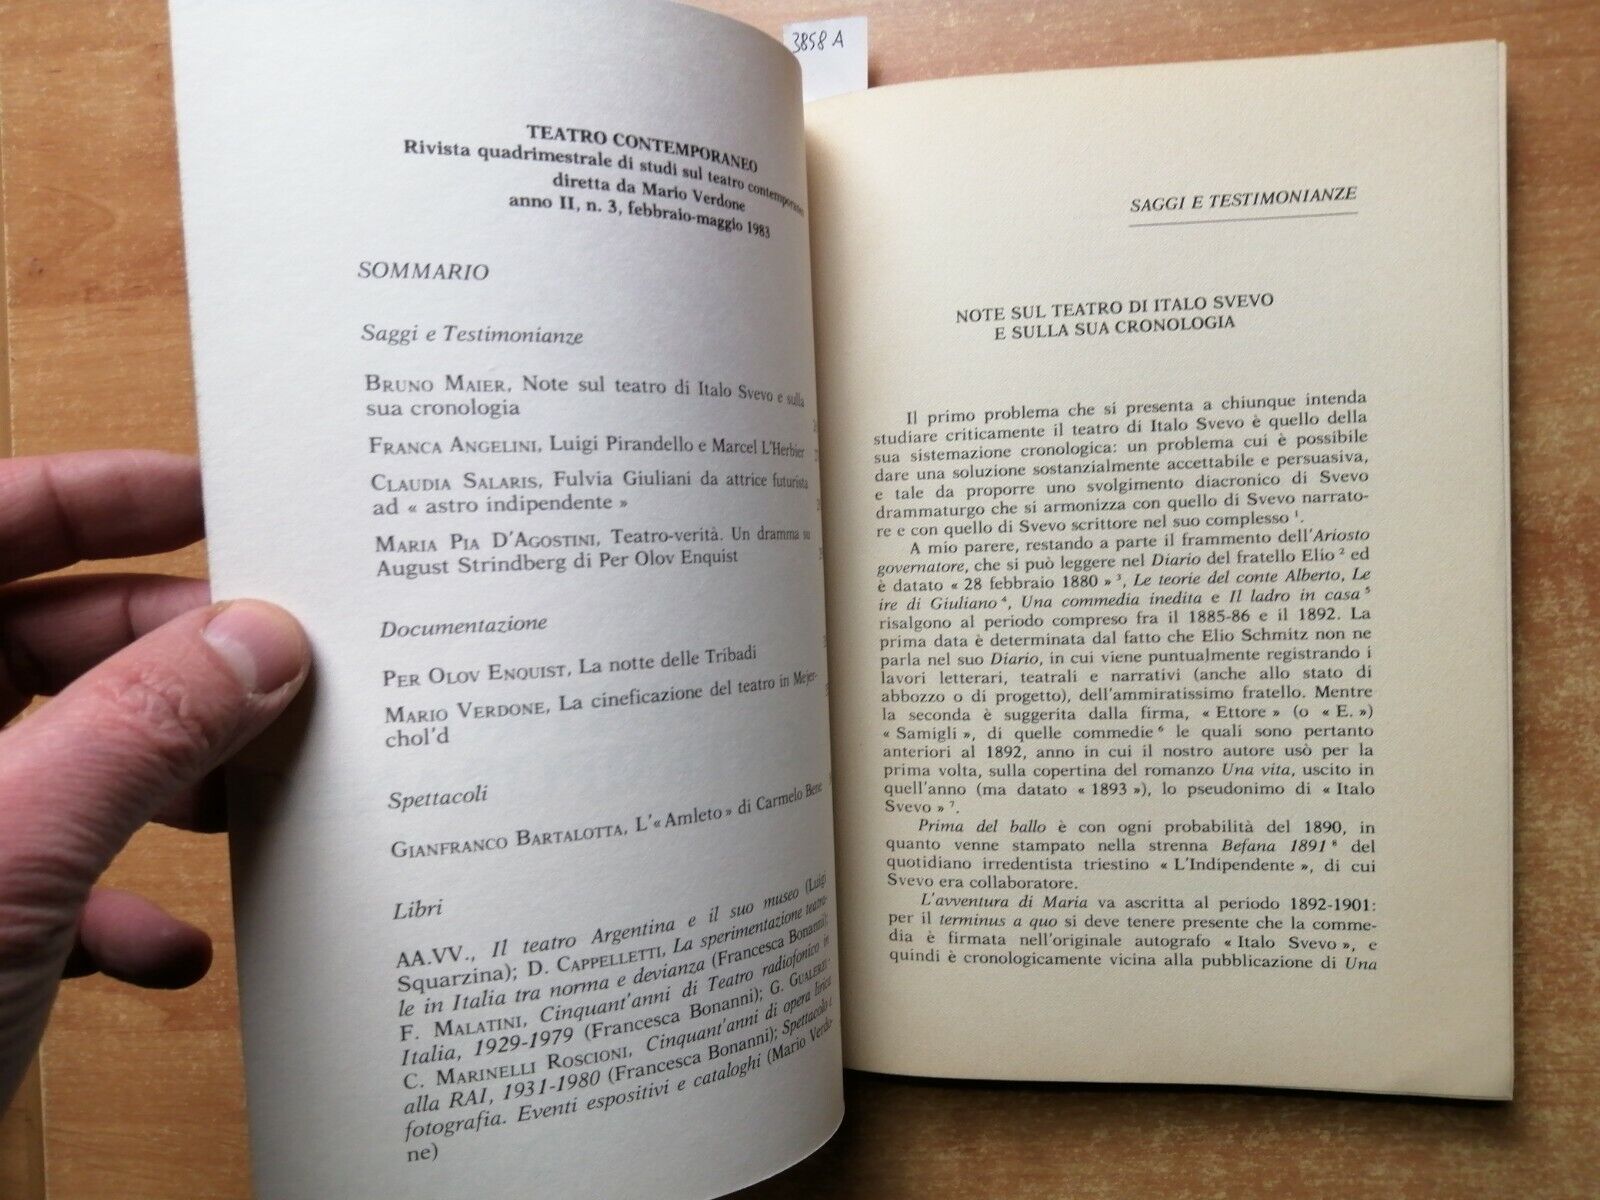 3858 A
TEATRO CONTEMPORANEO
Rivista quadrimestrale di studi sul teatro contemporaneo
diretta da Mario Verdone
anno II, n. 3, febbraio-maggio 1983
SOMMARIO
Saggi e Testimonianze
BRUNO MAIER, Note sul teatro di Italo Svevo e sulla
sua cronologia
FRANCA ANGELINI, Luigi Pirandello e Marcel L'Herbier
CLAUDIA SALARIS, Fulvia Giuliani da attrice futurista
ad « astro indipendente »
MARIA PIA D'AGOSTINI, Teatro-verità. Un dramma su
August Strindberg di Per Olov Enquist
Documentazione
PER OLOV ENQUIST, La notte delle Tribadi
MARIO VERDONE, La cineficazione del teatro in Mejer-
chol'd
Spettacoli
GIANFRANCO BARTALOTTA, L'« Amleto » di Carmelo Bene
Libri
AA.VV., Il teatro Argentina e il suo museo (Luigi
Squarzina); D. CAPPELLETTI, La sperimentazione teatra-
le in Italia tra norma e devianza (Francesca Bonanni);
F. MALATINI, Cinquant'anni di Teatro radiofonico in
Italia, 1929-1979 (Francesca Bonanni); G. GUALERZI-
C. MARINELLI ROSCIONI, Cinquant'anni di opera lirica
alla RAI, 1931-1980 (Francesca Bonanni); Spettacolo e
fotografia. Eventi espositivi e cataloghi (Mario Verdo-
ne)
SAGGI E TESTIMONIANZE
NOTE SUL TEATRO DI ITALO SVEVO
E SULLA SUA CRONOLOGIA
Il primo problema che si presenta a chiunque intenda
studiare criticamente il teatro di Italo Svevo è quello della
sua sistemazione cronologica: un problema cui è possibile
dare una soluzione sostanzialmente accettabile e persuasiva,
e tale da proporre uno svolgimento diacronico di Svevo
drammaturgo che si armonizza con quello di Svevo narrato-
re e con quello di Svevo scrittore nel suo complesso ¹.
A mio parere, restando a parte il frammento dell'Ariosto
governatore, che si può leggere nel Diario del fratello Elio ² ed
è datato « 28 febbraio 1880 » ³, Le teorie del conte Alberto, Le
ire di Giuliano ⁴, Una commedia inedita e Il ladro in casa ⁵
risalgono al periodo compreso fra il 1885-86 e il 1892. La
prima data è determinata dal fatto che Elio Schmitz non ne
parla nel suo Diario, in cui viene puntualmente registrando i
lavori letterari, teatrali e narrativi (anche allo stato di
abbozzo o di progetto), dell'ammiratissimo fratello. Mentre
la seconda è suggerita dalla firma, « Ettore » (o « E. »)
« Samigli », di quelle commedie ⁶ le quali sono pertanto
anteriori al 1892, anno in cui il nostro autore usò per la
prima volta, sulla copertina del romanzo Una vita, uscito in
quell'anno (ma datato « 1893 »), lo pseudonimo di « Italo
Svevo » ⁷.
Prima del ballo è con ogni probabilità del 1890, in
quanto venne stampato nella strenna Befana 1891 ⁸ del
quotidiano irredentista triestino « L'Indipendente », di cui
Svevo era collaboratore.
L'avventura di Maria va ascritta al periodo 1892-1901:
per il terminus a quo si deve tenere presente che la comme-
dia è firmata nell'originale autografo « Italo Svevo », e
quindi è cronologicamente vicina alla pubblicazione di Una